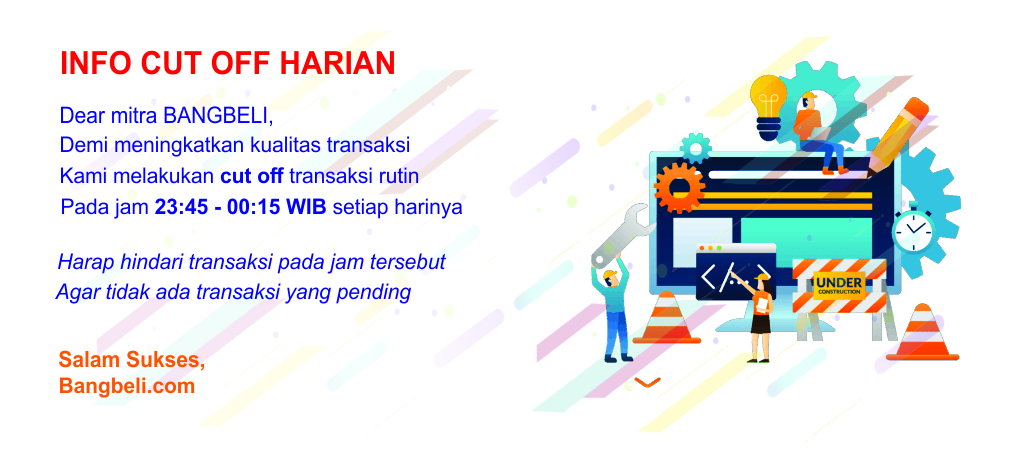 INFO CUT OFF HARIAN
Dear mitra BANGBELI,
Demi meningkatkan kualitas transaksi
Kami melakukan cut off transaksi rutin
Pada jam 23:45 - 00:15 WIB setiap harinya
Harap hindari transaksi pada jam tersebut
Agar tidak ada transaksi yang pending
Salam Sukses,
Bangbeli.com
</>
UNDER
CONSTRUCTION